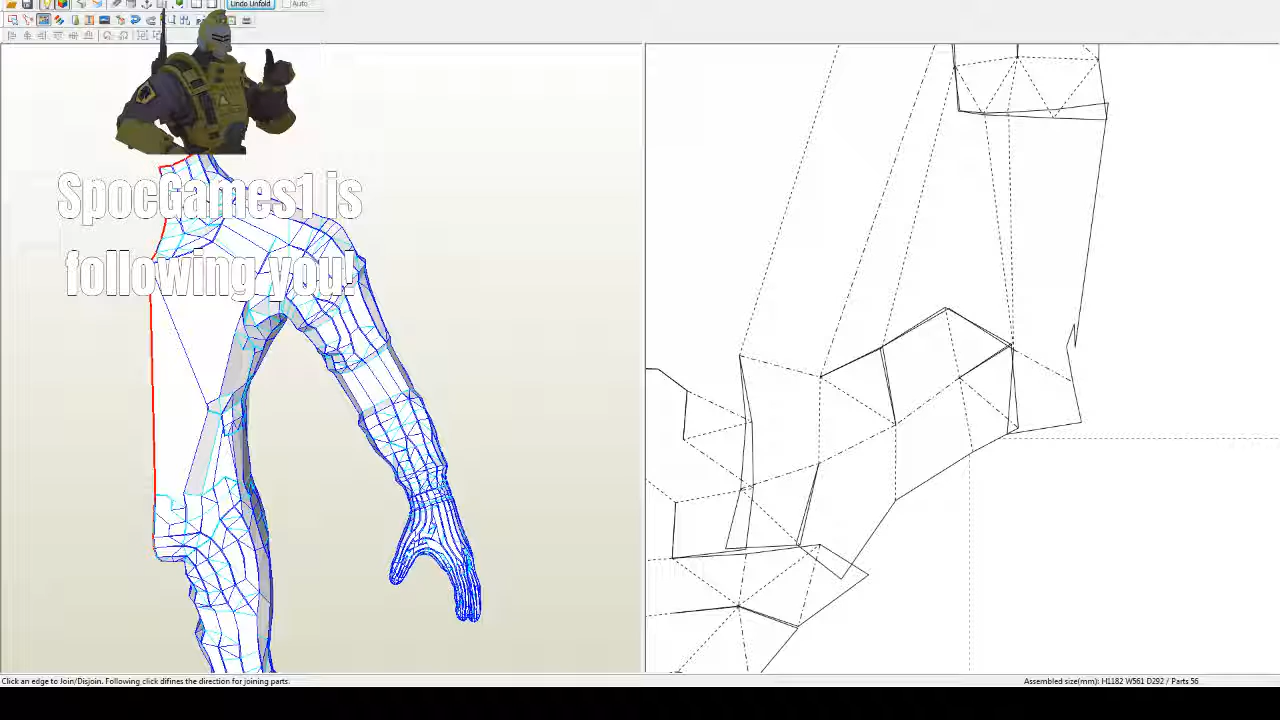 Undo Unfold
Auto
SpocGames1 is
following you!
Click an edge to Join/Disjoin. Following click difines the direction for joining parts.
Assembled size(mm): H1182 W561 D292 / Parts 56